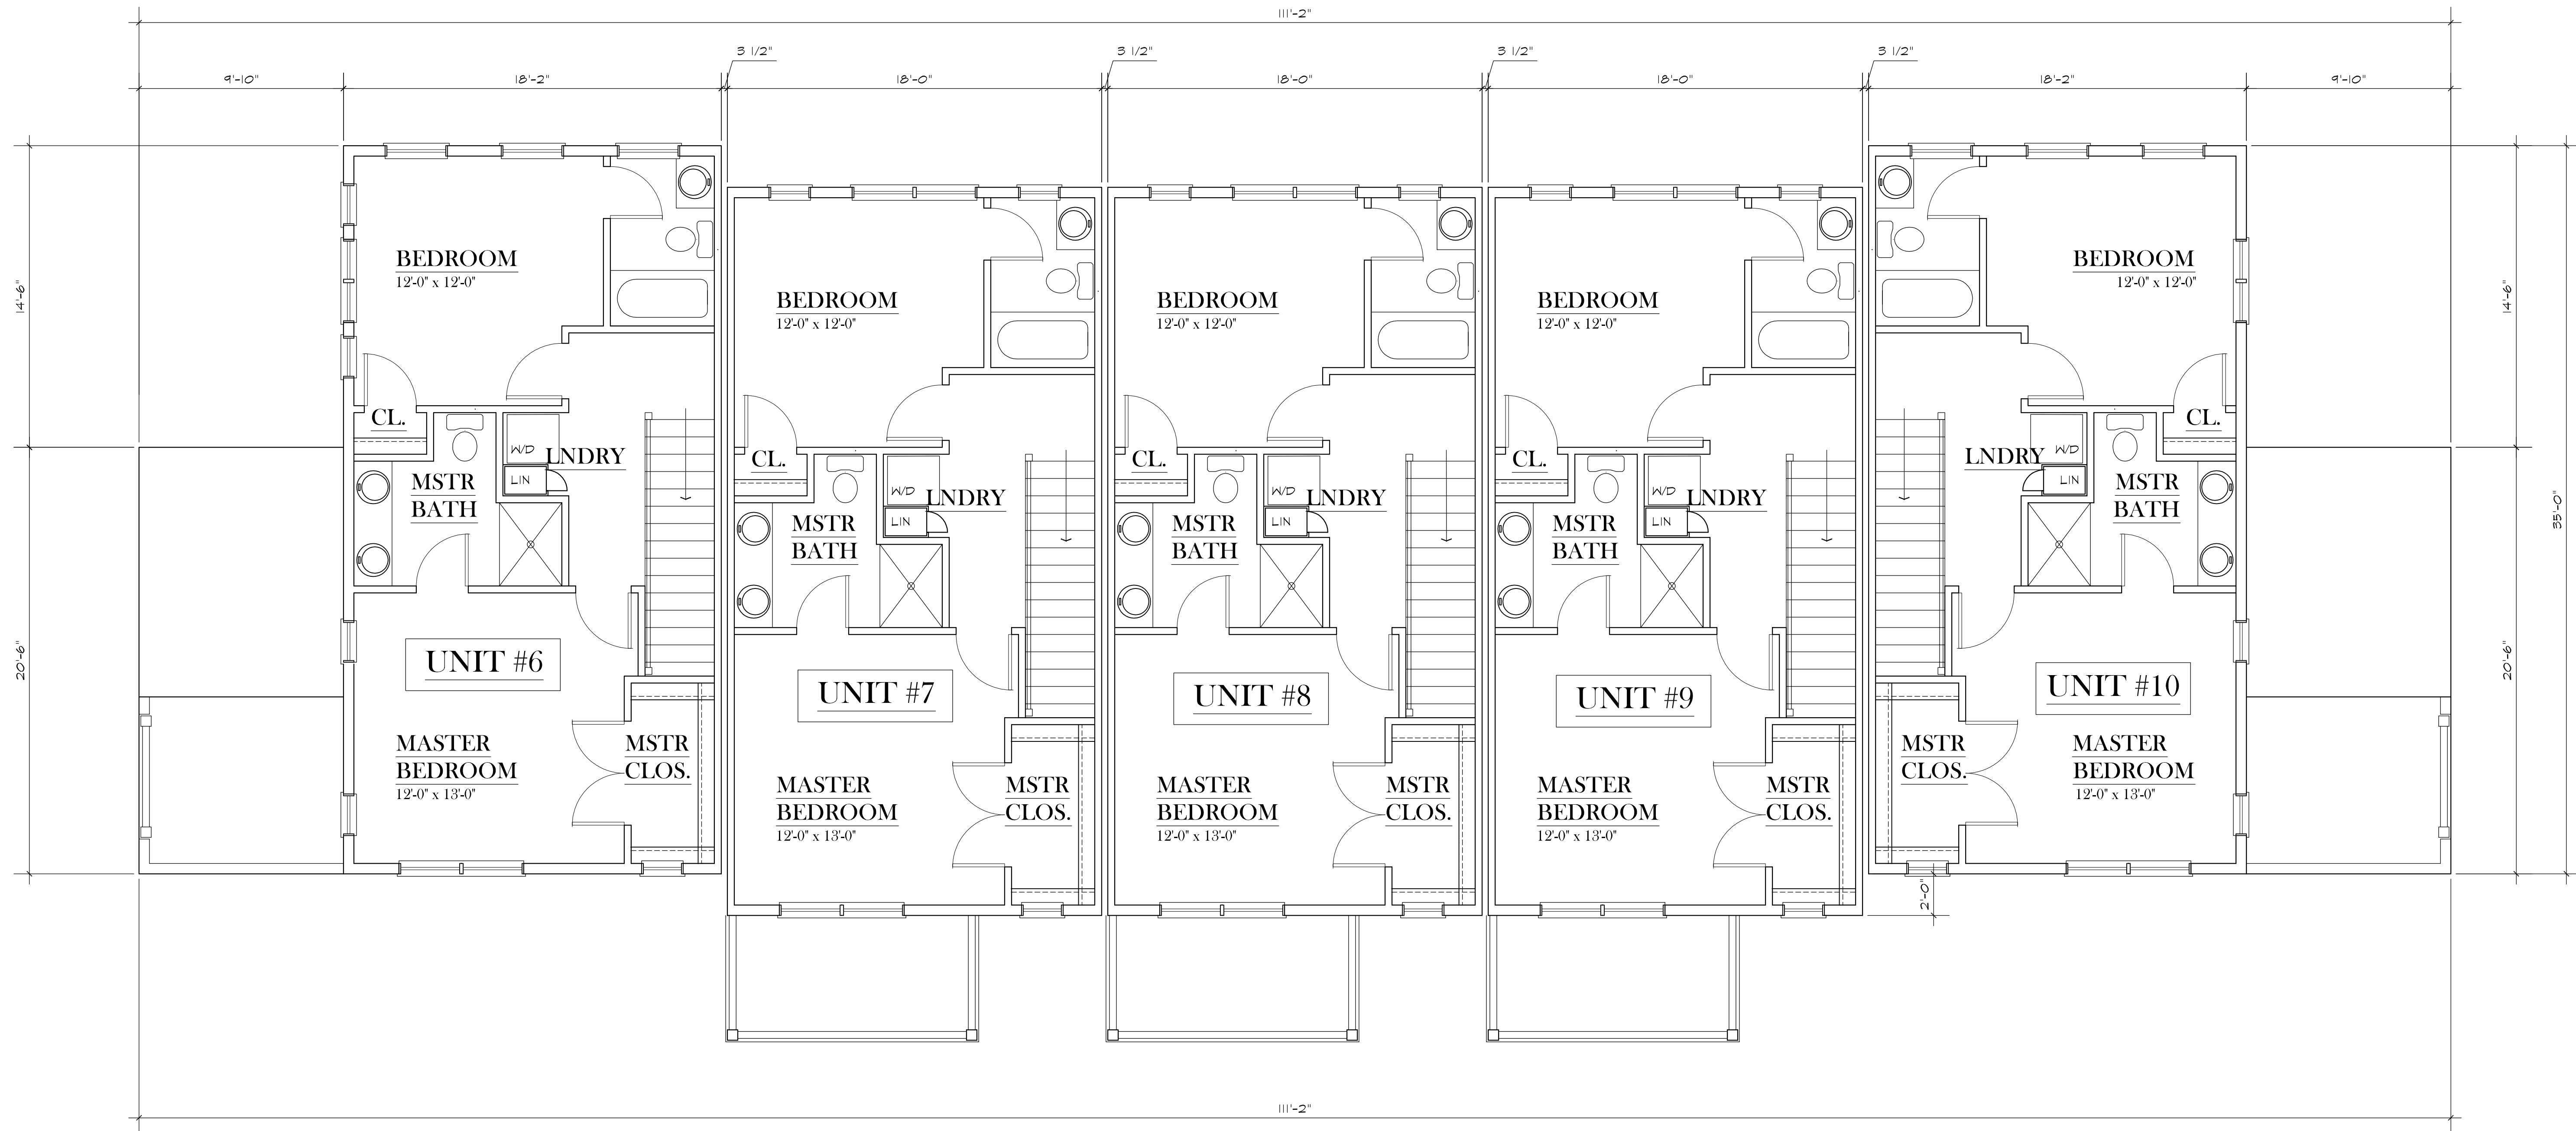 111'-2"
3 1/2"
3 1/2"
3 1/2"
3 1/2"
9'-10"
18'-2"
18'-0"
18'-0"
18'-0"
18'-2"
9'-10"
14'-6"
20'-6"
BEDROOM
12'-0" x 12'-0"
CL.
W/D
LNDRY
LIN
MSTR
BATH
UNIT #6
MASTER
BEDROOM
12'-0" x 13'-0"
MSTR
CLOS.
BEDROOM
12'-0" x 12'-0"
CL.
W/D
LNDRY
LIN
MSTR
BATH
UNIT #7
MASTER
BEDROOM
12'-0" x 13'-0"
MSTR
CLOS.
BEDROOM
12'-0" x 12'-0"
CL.
W/D
LNDRY
LIN
MSTR
BATH
UNIT #8
MASTER
BEDROOM
12'-0" x 13'-0"
MSTR
CLOS.
BEDROOM
12'-0" x 12'-0"
CL.
W/D
LNDRY
LIN
MSTR
BATH
UNIT #9
MASTER
BEDROOM
12'-0" x 13'-0"
MSTR
CLOS.
BEDROOM
12'-0" x 12'-0"
CL.
LNDRY
W/D
LIN
MSTR
BATH
UNIT #10
MSTR
CLOS.
MASTER
BEDROOM
12'-0" x 13'-0"
2'-0"
14'-6"
20'-6"
35'-0"
111'-2"